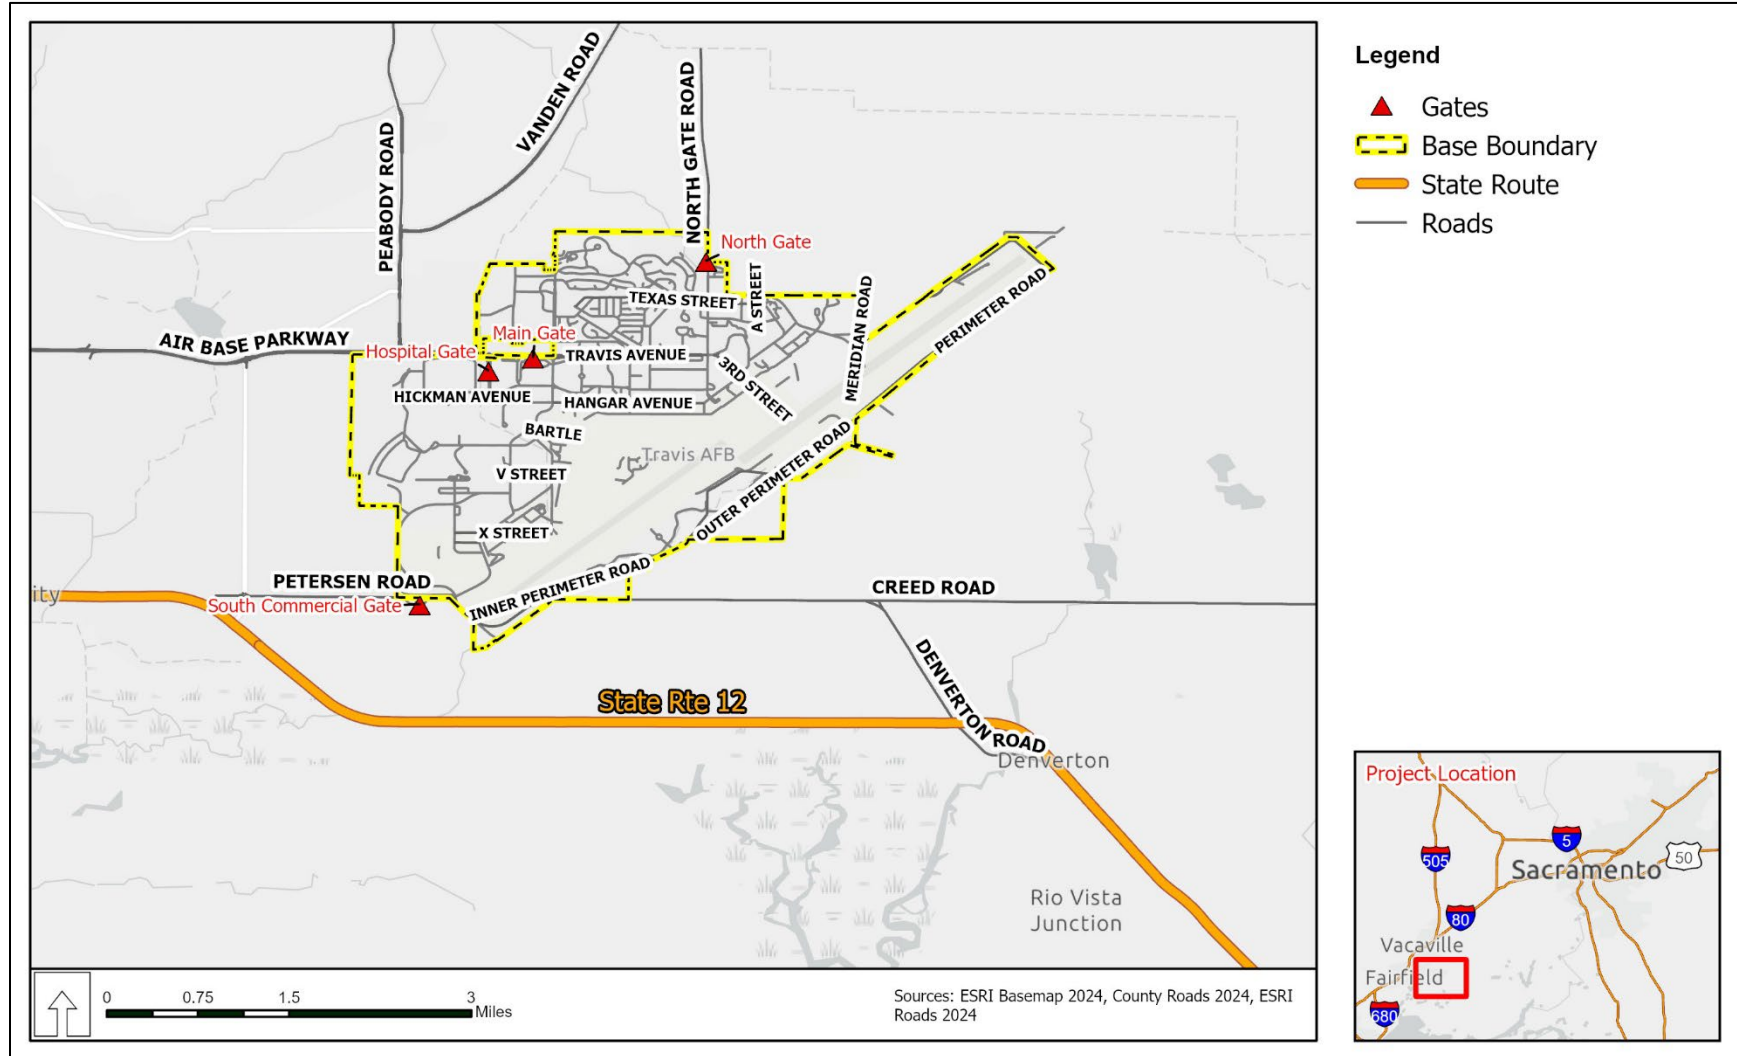 VANDEN ROAD
NORTH GATE ROAD
PEABODY ROAD
North Gate
A STREET
TEXAS STREET
MERIDIAN ROAD
PERIMETER ROAD
AIR BASE PARKWAY
Main Gate
Hospital Gate
TRAVIS AVENUE
3RD STREET
HICKMAN AVENUE
HANGAR AVENUE
BARTLE
Travis AFB
V STREET
OUTER PERIMETER ROAD
X STREET
INNER PERIMETER ROAD
PETERSEN ROAD
CREED ROAD
ity
South Commercial Gate
DENVERTON ROAD
State Rte 12
Denverton
Rio Vista
Junction
0 0.75 1.5 3
Miles
Sources: ESRI Basemap 2024, County Roads 2024, ESRI
Roads 2024
Legend
Gates
Base Boundary
State Route
Roads
Project Location
5
505
50
Sacramento
80
Vacaville
Fairfield
680